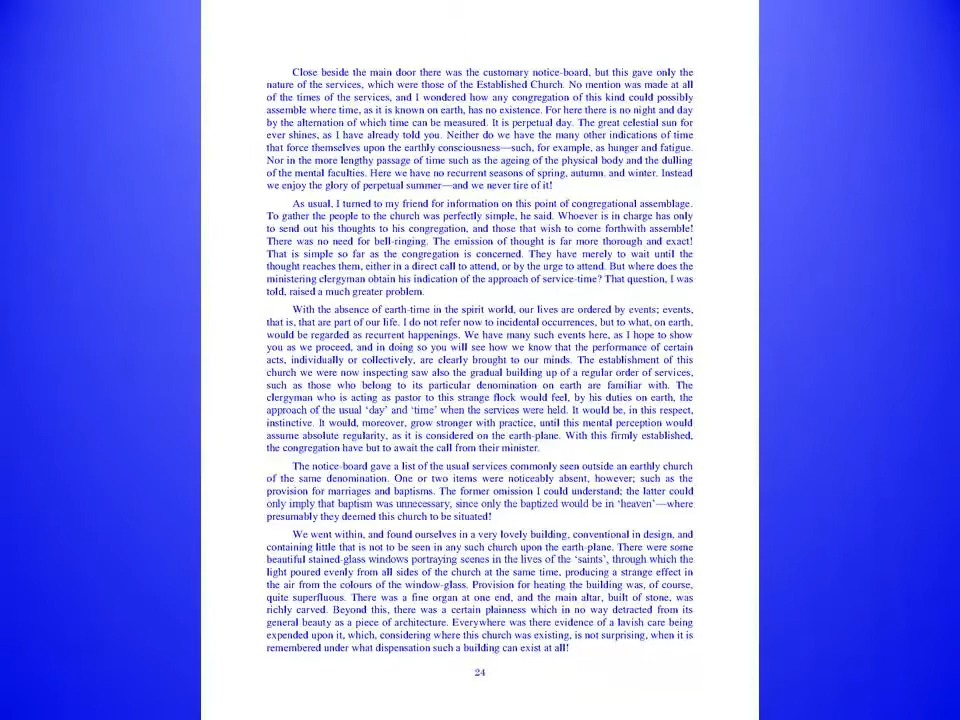 Close beside the main door there was the customary notice-board, but this gave only the
nature of the services, which were those of the Established Church. No mention was made at all
of the times of the services, and I wondered how any congregation of this kind could possibly
assemble where time, as it is known on earth, has no existence. For here there is no night and day
by the alternation of which time can be measured. It is perpetual day. The great celestial sun for
ever shines, as I have already told you. Neither do we have the many other indications of time
that force themselves upon the earthly consciousness—such, for example, as hunger and fatigue.
Nor in the more lengthy passage of time such as the ageing of the physical body and the dulling
of the mental faculties. Here we have no recurrent seasons of spring, autumn. and winter. Instead
we enjoy the glory of perpetual summer—and we never tire of it!
As usual, I turned to my friend for information on this point of congregational assemblage.
To gather the people to the church was perfectly simple, he said. Whoever is in charge has only
to send out his thoughts to his congregation, and those that wish to come forthwith assemble!
There was no need for bell-ringing. The emission of thought is far more thorough and exact!
That is simple so far as the congregation is concerned. They have merely to wait until the
thought reaches them, either in a direct call to attend, or by the urge to attend. But where does the
ministering clergyman obtain his indication of the approach of service-time? That question, I was
told, raised a much greater problem.
With the absence of earth-time in the spirit world, our lives are ordered by events; events,
that is, that are part of our life. I do not refer now to incidental occurrences, but to what, on earth,
would be regarded as recurrent happenings. We have many such events here, as I hope to show
you as we proceed, and in doing so you will see how we know that the performance of certain
acts, individually or collectively, are clearly brought to our minds. The establishment of this
church we were now inspecting saw also the gradual building up of a regular order of services,
such as those who belong to its particular denomination on earth are familiar with. The
clergyman who is acting as pastor to this strange flock would feel, by his duties on earth, the
approach of the usual ‘day’ and ‘time’ when the services were held. It would be, in this respect,
instinctive. It would, moreover, grow stronger with practice, until this mental perception would
assume absolute regularity, as it is considered on the earth-plane. With this firmly established,
the congregation have but to await the call from their minister.
The notice-board gave a list of the usual services commonly seen outside an earthly church
of the same denomination. One or two items were noticeably absent, however; such as the
provision for marriages and baptisms. The former omission I could understand; the latter could
only imply that baptism was unnecessary, since only the baptized would be in ‘heaven’—where
presumably they deemed this church to be situated!
We went within, and found ourselves in a very lovely building, conventional in design, and
containing little that is not to be seen in any such church upon the earth-plane. There were some
beautiful stained-glass windows portraying scenes in the lives of the ‘saints’, through which the
light poured evenly from all sides of the church at the same time, producing a strange effect in
the air from the colours of the window-glass. Provision for heating the building was, of course,
quite superfluous. There was a fine organ at one end, and the main altar, built of stone, was
richly carved. Beyond this, there was a certain plainness which in no way detracted from its
general beauty as a piece of architecture. Everywhere was there evidence of a lavish care being
expended upon it, which, considering where this church was existing, is not surprising, when it is
remembered under what dispensation such a building can exist at all!
24